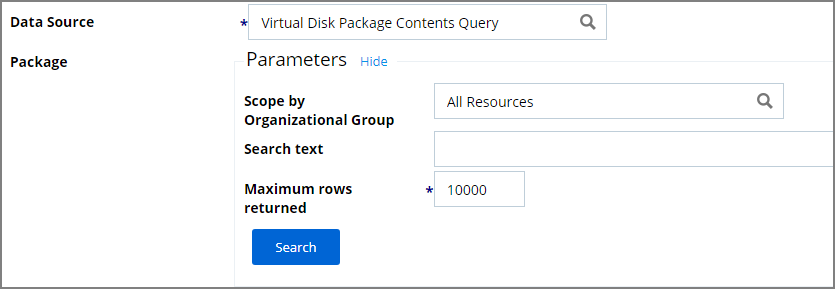 Data Source * Virtual Disk Package Contents Query
Package Parameters Hide
Scope by
Organizational Group All Resources
Search text
Maximum rows
returned * 10000
Search